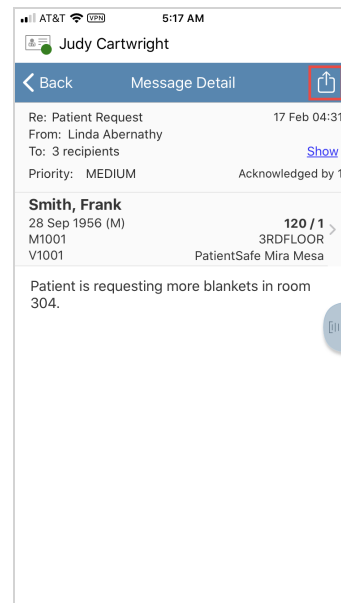 AT&T VPN 5:17 AM
Judy Cartwright
Back Message Detail
Re: Patient Request 17 Feb 04:31
From: Linda Abernathy
To: 3 recipients Show
Priority: MEDIUM Acknowledged by 1
Smith, Frank
28 Sep 1956 (M) 120 / 1
M1001 3RDFLOOR
V1001 PatientSafe Mira Mesa
Patient is requesting more blankets in room
304.